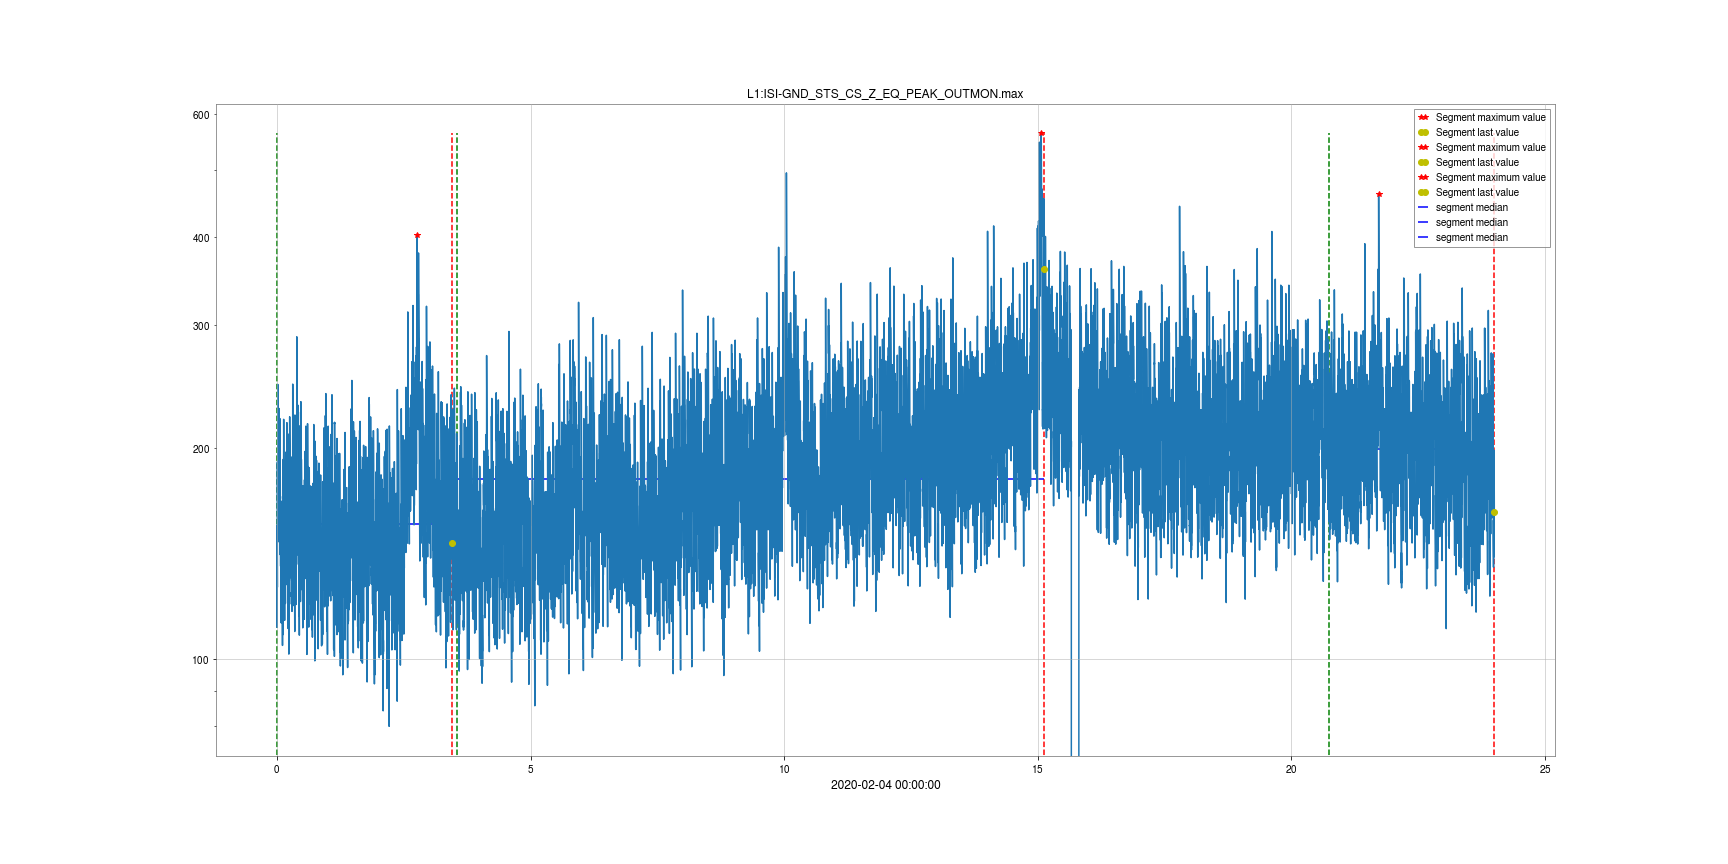 L1:ISI-GND_STS_CS_Z_EQ_PEAK_OUTMON.max
600
400
300
200
100
Segment maximum value
Segment last value
Segment maximum value
Segment last value
Segment maximum value
Segment last value
segment median
segment median
segment median
0 5 10 15 20 25
2020-02-04 00:00:00